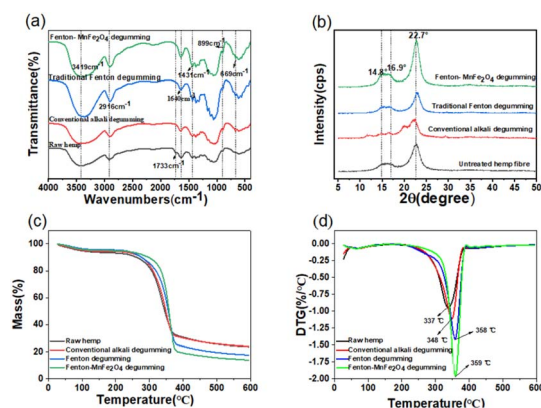 (a)
Fenton- MnFe2O4 degumming
899cm-1
3419cm-1
1431cm-1
669cm-1
Traditional Fenton degumming
2916cm-1
1640cm-1
Conventional alkali degumming
Raw hemp
1733cm-1
Transmittance(%)
4000 3500 3000 2500 2000 1500 1000 500
Wavenumbers(cm-1)
(b)
22.7°
14.8°
16.9°
Fenton- MnFe2O4 degumming
Traditional Fenton degumming
Conventional alkali degumming
Untreated hemp fibre
Intensity(cps)
5 10 15 20 25 30 35 40 45 50
2θ(degree)
(c)
100
80
60
40
20
0
Mass(%)
Raw hemp
Conventional alkali degumming
Fenton degumming
Fenton-MnFe2O4 degumming
0 100 200 300 400 500 600
Temperature(℃)
(d)
0.00
-0.25
-0.50
-0.75
-1.00
-1.25
-1.50
-1.75
-2.00
DTG(%/℃)
337 ℃
348 ℃
358 ℃
359 ℃
Raw hemp
Conventional alkali degumming
Fenton degumming
Fenton-MnFe2O4 degumming
0 100 200 300 400 500 600
Temperature(℃)